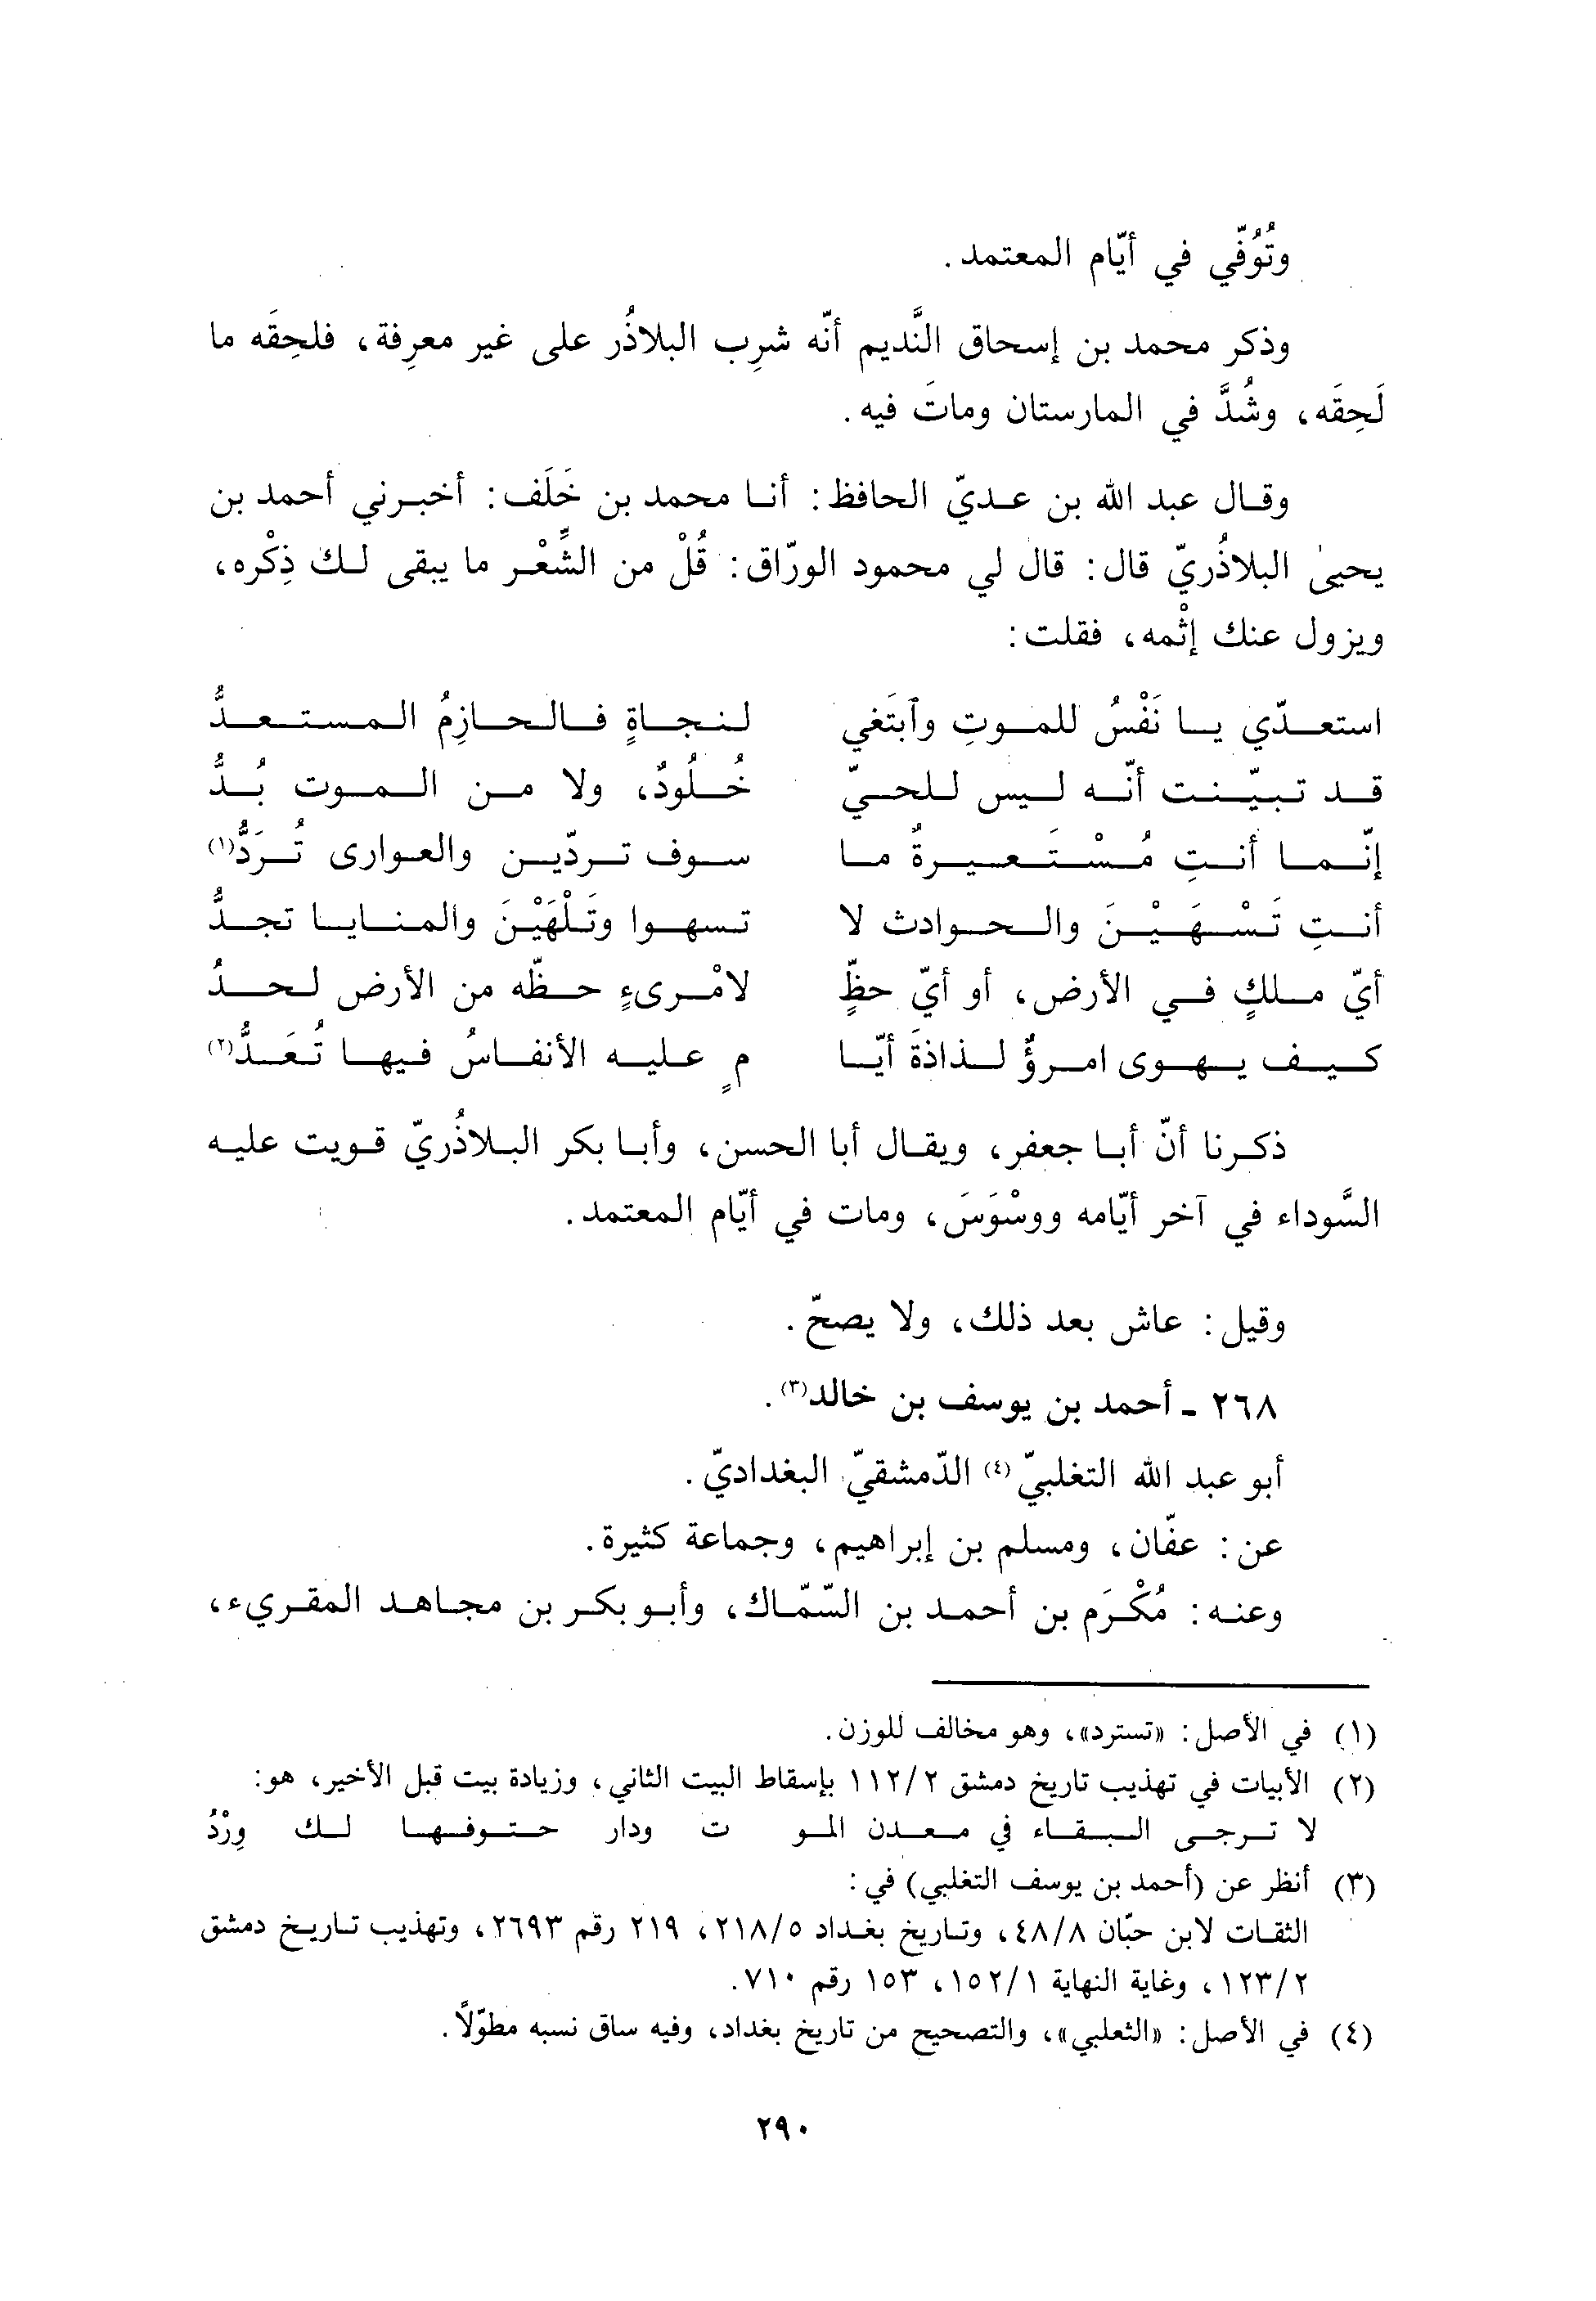 وتُوُفّي في أيّام المعتمد.
وذكر محمد بن إسحاق النَّديم أنّه شرِب البلاذُر على غير معرِفة، فلحِقَه ما
لَحِقَه، وشُدَّ في المارستان وماتَ فيه.
وقال عبد الله بن عديّ الحافظ: أنا محمد بن خَلَف: أخبرني أحمد بن
يحيىٰ البلاذُريّ قال: قال لي محمود الورّاق: قُلْ من الشِّعْر ما يبقى لك ذِكْره،
ويزول عنك إثْمه، فقلت:
استعدّي يا نَفْسُ للموتِ وآبتَغي لنجاةٍ فالحازِمُ المستعدُّ
قد تبيّنت أنّه ليس للحيّ خُلُودٌ، ولا من الموت بُدُّ
إنّما أنتِ مُسْتَعيرةٌ ما سوف تردّين والعوارى تُرَدُّ(١)
أنتِ تَسْهَيْنَ والحوادث لا تسهوا وتَلْهَيْنَ والمنايا تجدُّ
أيّ ملكٍ في الأرض، أو أيّ حظٍّ لامْرىءٍ حظّه من الأرض لحدُ
كيف يهوى امرؤٌ لذاذةَ أيّا مٍ عليه الأنفاسُ فيها تُعَدُّ(٢)
ذكرنا أنّ أبا جعفر، ويقال أبا الحسن، وأبا بكر البلاذُريّ قويت عليه
السَّوداء في آخر أيّامه ووسْوَسَ، ومات في أيّام المعتمد.
وقيل: عاش بعد ذلك، ولا يصحّ.
٢٦٨ - أحمد بن يوسف بن خالد(٣).
أبو عبد الله التغلبيّ(٤) الدّمشقيّ البغداديّ.
عن: عفّان، ومسلم بن إبراهيم، وجماعة كثيرة.
وعنه: مُكْرَم بن أحمد بن السّمّاك، وأبو بكر بن مجاهد المقريء،
(١) في الأصل: «تسترد»، وهو مخالف للوزن.
(٢) الأبيات في تهذيب تاريخ دمشق ١١٢/٢ بإسقاط البيت الثاني، وزيادة بيت قبل الأخير، هو:
لا ترجى البقاء في معدن المو ت ودار حتوفها لك وِرْدُ
(٣) أنظر عن (أحمد بن يوسف التغلبي) في:
الثقات لابن حبّان ٤٨/٨، وتاريخ بغداد ٢١٨/٥، ٢١٩ رقم ٢٦٩٣، وتهذيب تاريخ دمشق
١٢٣/٢، وغاية النهاية ١٥٢/١، ١٥٣ رقم ٧١٠.
(٤) في الأصل: «الثعلبي»، والتصحيح من تاريخ بغداد، وفيه ساق نسبه مطوّلاً.
٢٩٠